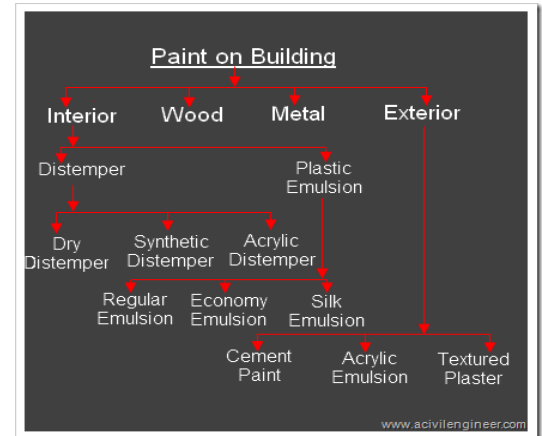 Paint on Building
Interior
Wood
Metal
Exterior
Distemper
Plastic
Emulsion
Dry
Distemper
Synthetic
Distemper
Acrylic
Distemper
Regular
Emulsion
Economy
Emulsion
Silk
Emulsion
Cement
Paint
Acrylic
Emulsion
Textured
Plaster
www.acivilengineer.com